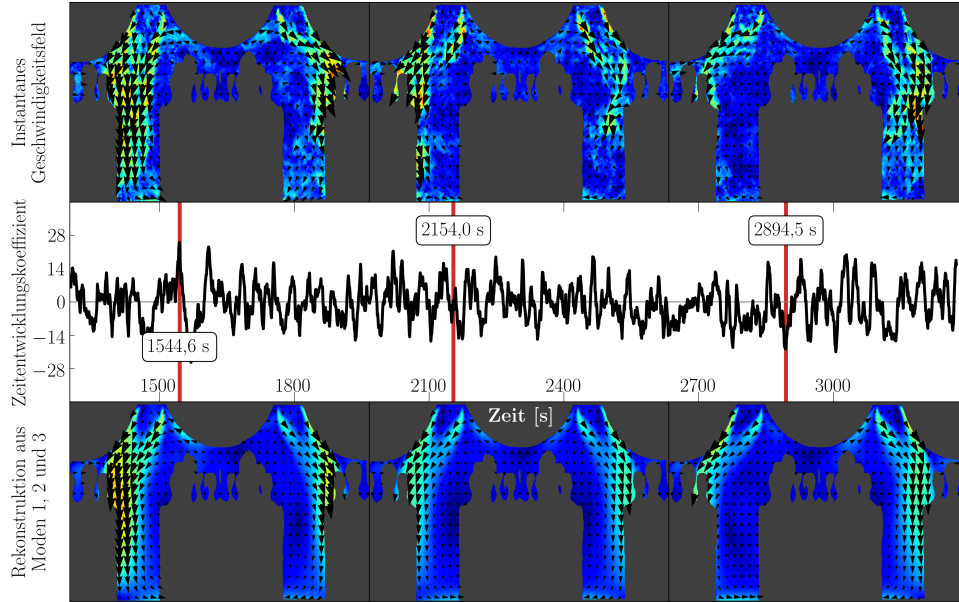 Instantanes
Geschwindigkeitsfeld
Zeitentwicklungskoeffizient
28
14
0
−14
−28
1544,6 s
2154,0 s
2894,5 s
1500
1800
2100
2400
2700
3000
Zeit [s]
Rekonstruktion aus
Moden 1, 2 und 3